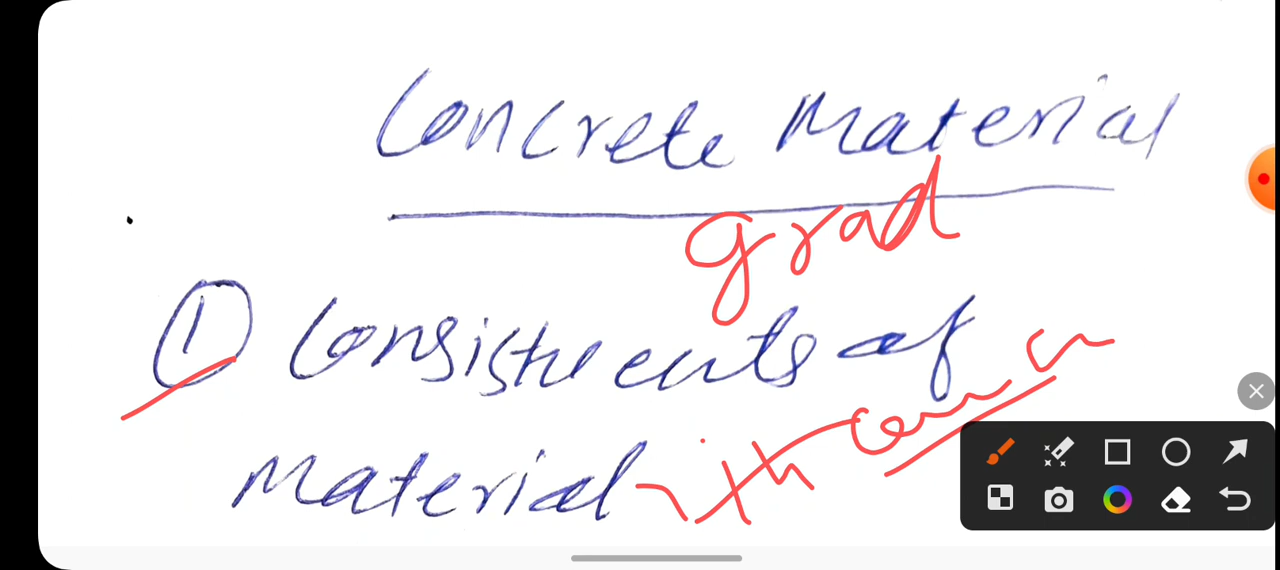 Concrete Material
grad
① Consistuents of
Material